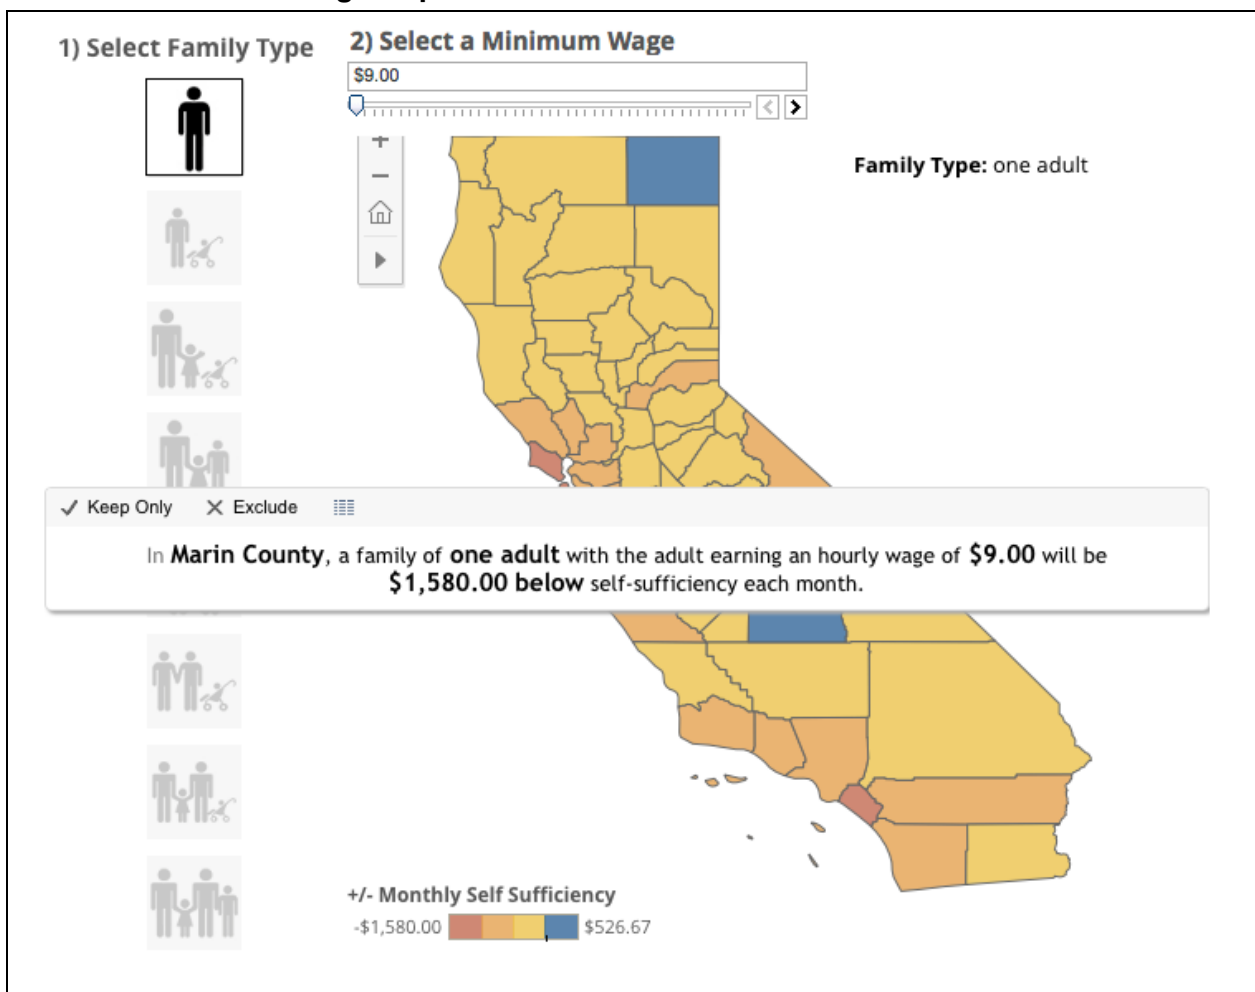 1) Select Family Type
2) Select a Minimum Wage
$9.00
Family Type: one adult
Keep Only Exclude
In Marin County, a family of one adult with the adult earning an hourly wage of $9.00 will be
$1,580.00 below self-sufficiency each month.
+/- Monthly Self Sufficiency
-$1,580.00 $526.67